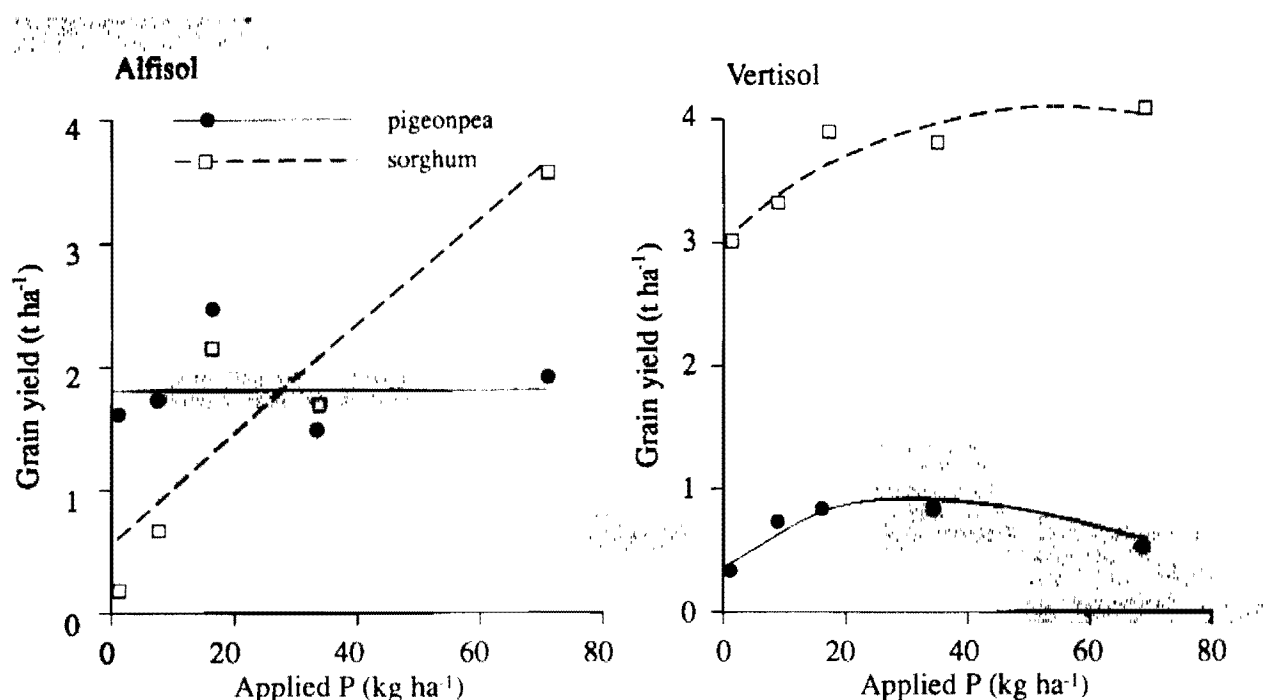 Alfisol
pigeonpea
sorghum
4
3
2
1
0
Grain yield (t ha⁻¹)
0 20 40 60 80
Applied P (kg ha⁻¹)
Vertisol
4
3
2
1
0
Grain yield (t ha⁻¹)
0 20 40 60 80
Applied P (kg ha⁻¹)